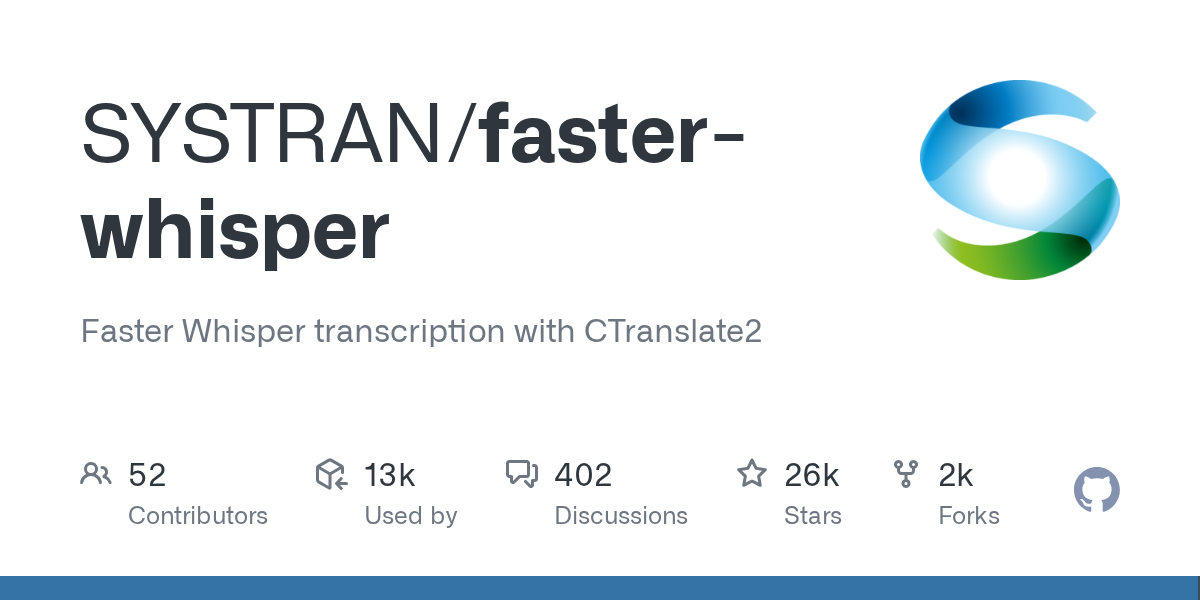 SYSTRAN/faster-
whisper
Faster Whisper transcription with CTranslate2
52 13k 402 26k 2k
Contributors Used by Discussions Stars Forks